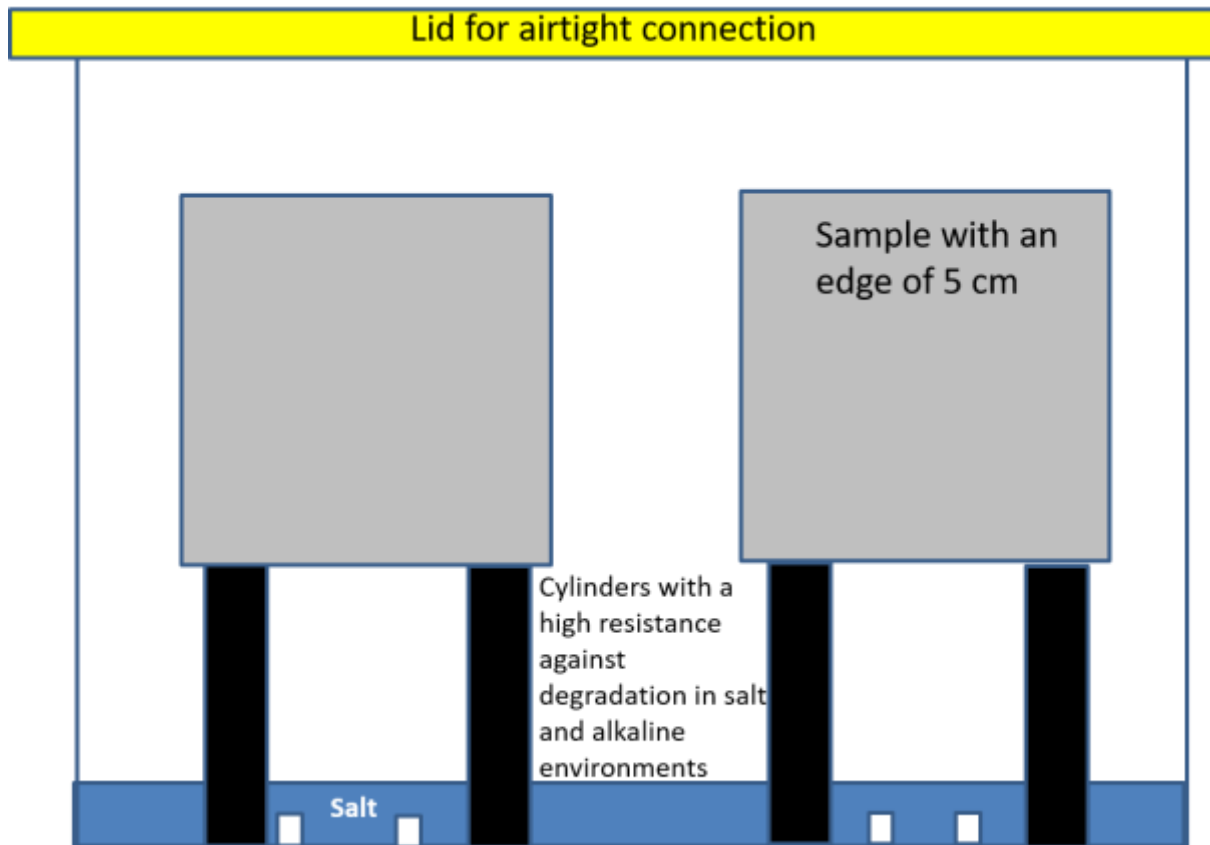 Lid for airtight connection
Sample with an
edge of 5 cm
Cylinders with a
high resistance
against
degradation in salt
and alkaline
environments
Salt